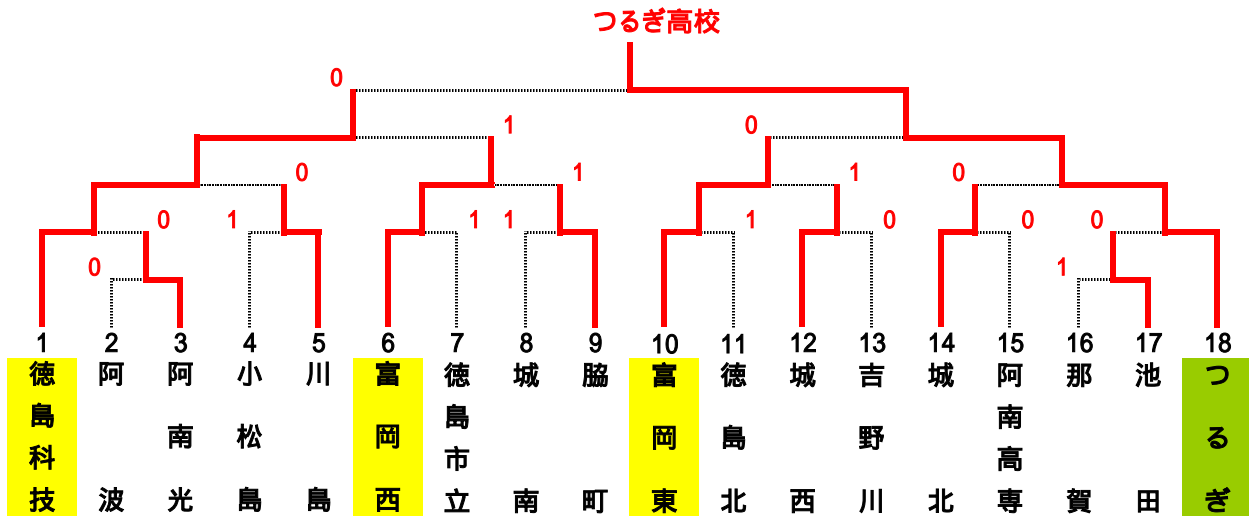 つるぎ高校
0
1
0
0
1
1
0
0
1
1
1
1
0
0
0
0
1
1
2
3
4
5
6
7
8
9
10
11
12
13
14
15
16
17
18
徳島科技
阿波
阿南光
小松島
川島
富岡西
徳島市立
城南
脇町
富岡東
徳島北
城西
吉野川
城北
阿南高専
那賀
池田
つるぎ